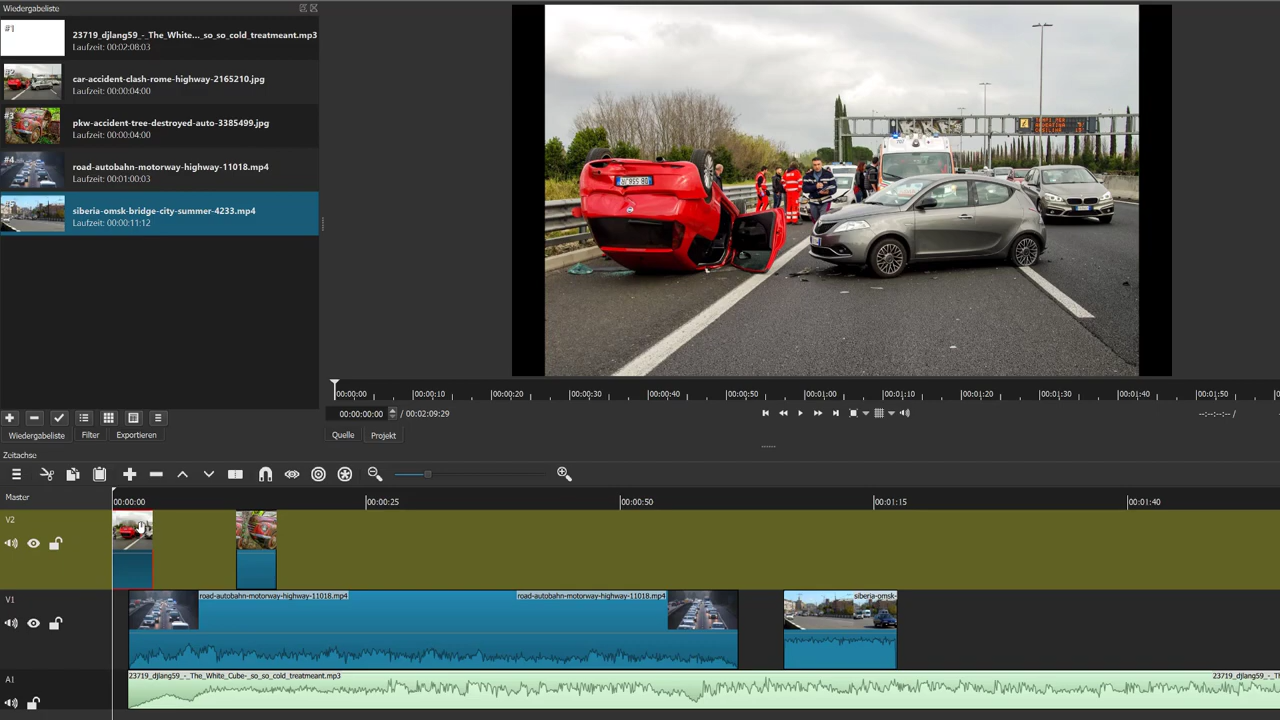 Wiedergabeliste
#1
23719_djlang59_-_The_White..._so_so_cold_treatmeant.mp3
Laufzeit: 00:02:08:03
#2
car-accident-clash-rome-highway-2165210.jpg
Laufzeit: 00:00:04:00
#3
pkw-accident-tree-destroyed-auto-3385499.jpg
Laufzeit: 00:00:04:00
#4
road-autobahn-motorway-highway-11018.mp4
Laufzeit: 00:01:00:03
siberia-omsk-bridge-city-summer-4233.mp4
Laufzeit: 00:00:11:12
00:00:00
00:00:10
00:00:20
00:00:30
00:00:40
00:00:50
00:01:00
00:01:10
00:01:20
00:01:30
00:01:40
00:01:50
00:00:00:00 / 00:02:09:29
--:--:--:-- /
Wiedergabeliste Filter Exportieren
Quelle Projekt
Zeitachse
Master
00:00:00
00:00:25
00:00:50
00:01:15
00:01:40
V2
V1
road-autobahn-motorway-highway-11018.mp4
road-autobahn-motorway-highway-11018.mp4
siberia-omsk-
A1
23719_djlang59_-_The_White_Cube-_so_so_cold_treatmeant.mp3
23719_djlang59_-_The_